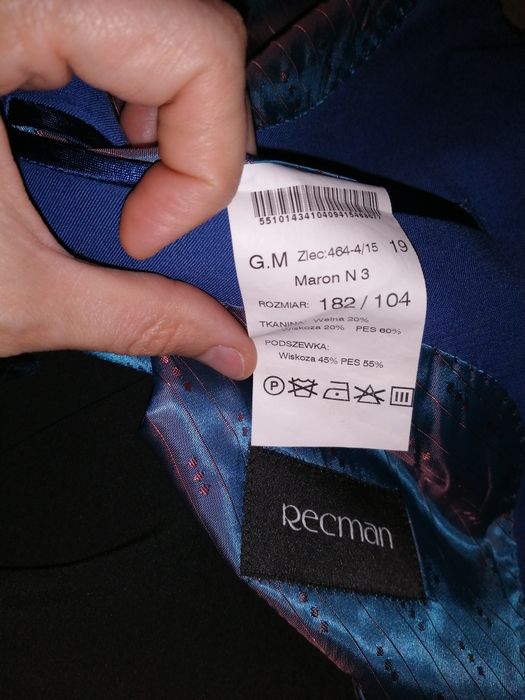 G.M Zlec:464-4/15 19
Maron N 3
ROZMIAR: 182 / 104
TKANINA: Wełna 20%
Wiskoza 20% PES 60%
PODSZEWKA:
Wiskoza 45% PES 55%
P
III
Recman